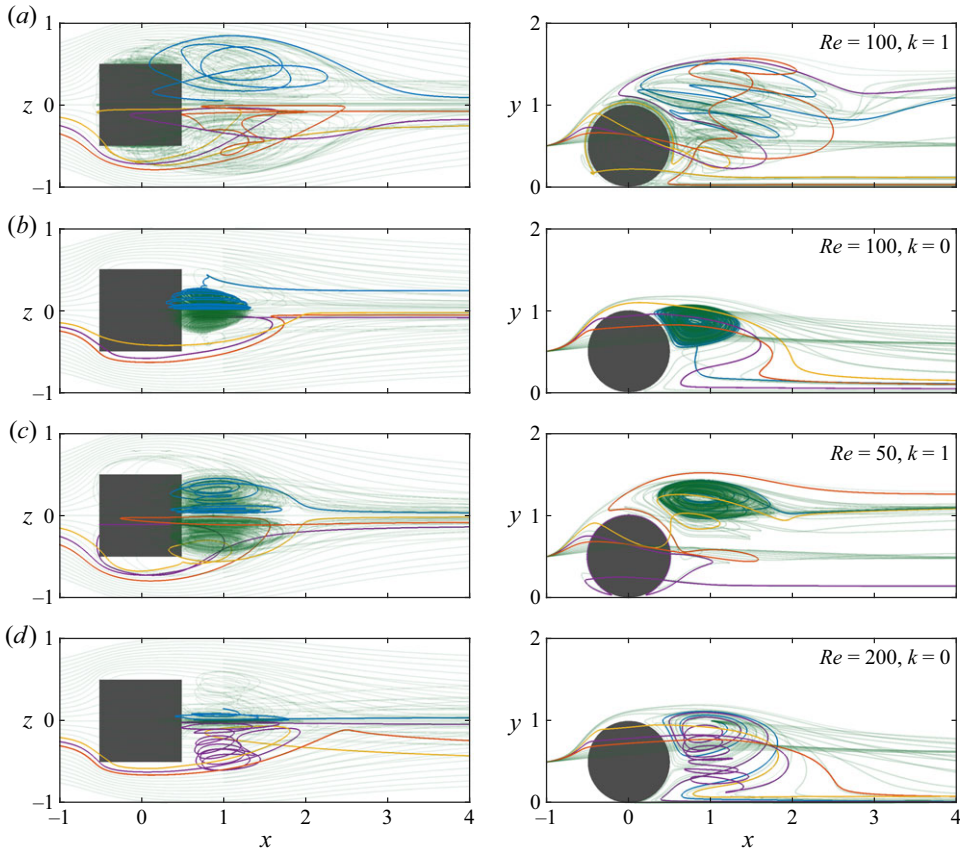 (a)
1
z 0
–1
2
y 1
0
Re = 100, k = 1
(b)
1
z 0
–1
2
y 1
0
Re = 100, k = 0
(c)
1
z 0
–1
2
y 1
0
Re = 50, k = 1
(d)
1
z 0
–1
2
y 1
0
Re = 200, k = 0
–1 0 1 2 3 4
x
–1 0 1 2 3 4
x